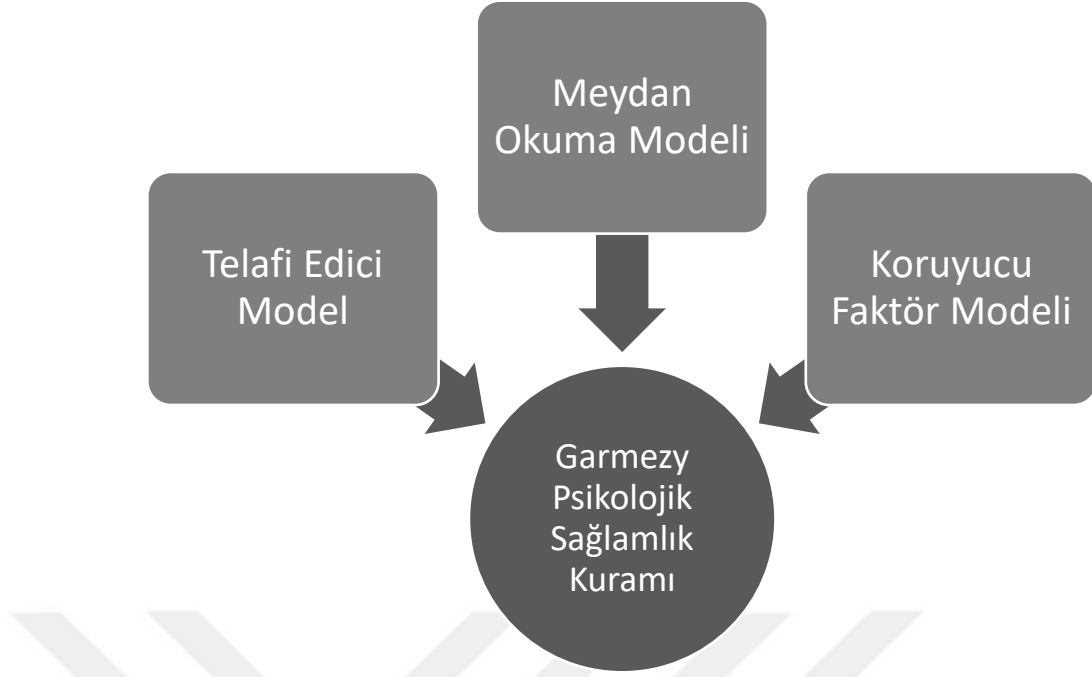 Meydan
Okuma Modeli
Telafi Edici
Model
Koruyucu
Faktör Modeli
Garmezy
Psikolojik
Sağlamlık
Kuramı